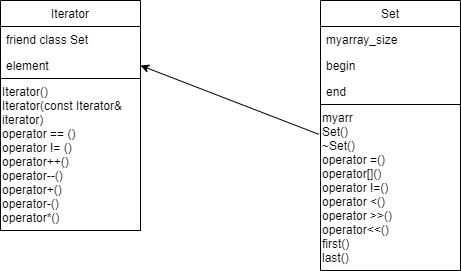 Iterator
friend class Set
element
Iterator()
Iterator(const Iterator&
iterator)
operator == ()
operator != ()
operator++()
operator--()
operator+()
operator-()
operator*()
Set
myarray_size
begin
end
myarr
Set()
~Set()
operator =()
operator[]()
operator !=()
operator <()
operator >>()
operator<<()
first()
last()